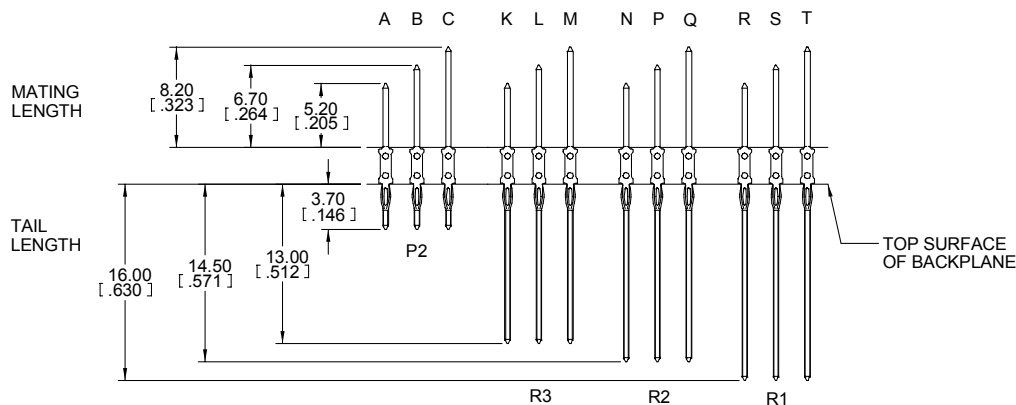 A B C K L M N P Q R S T
MATING
LENGTH
8.20
[ .323 ]
6.70
[ .264 ]
5.20
[ .205 ]
3.70
[ .146 ]
P2
TAIL
LENGTH
16.00
[ .630 ]
14.50
[ .571 ]
13.00
[ .512 ]
TOP SURFACE
OF BACKPLANE
R3 R2 R1